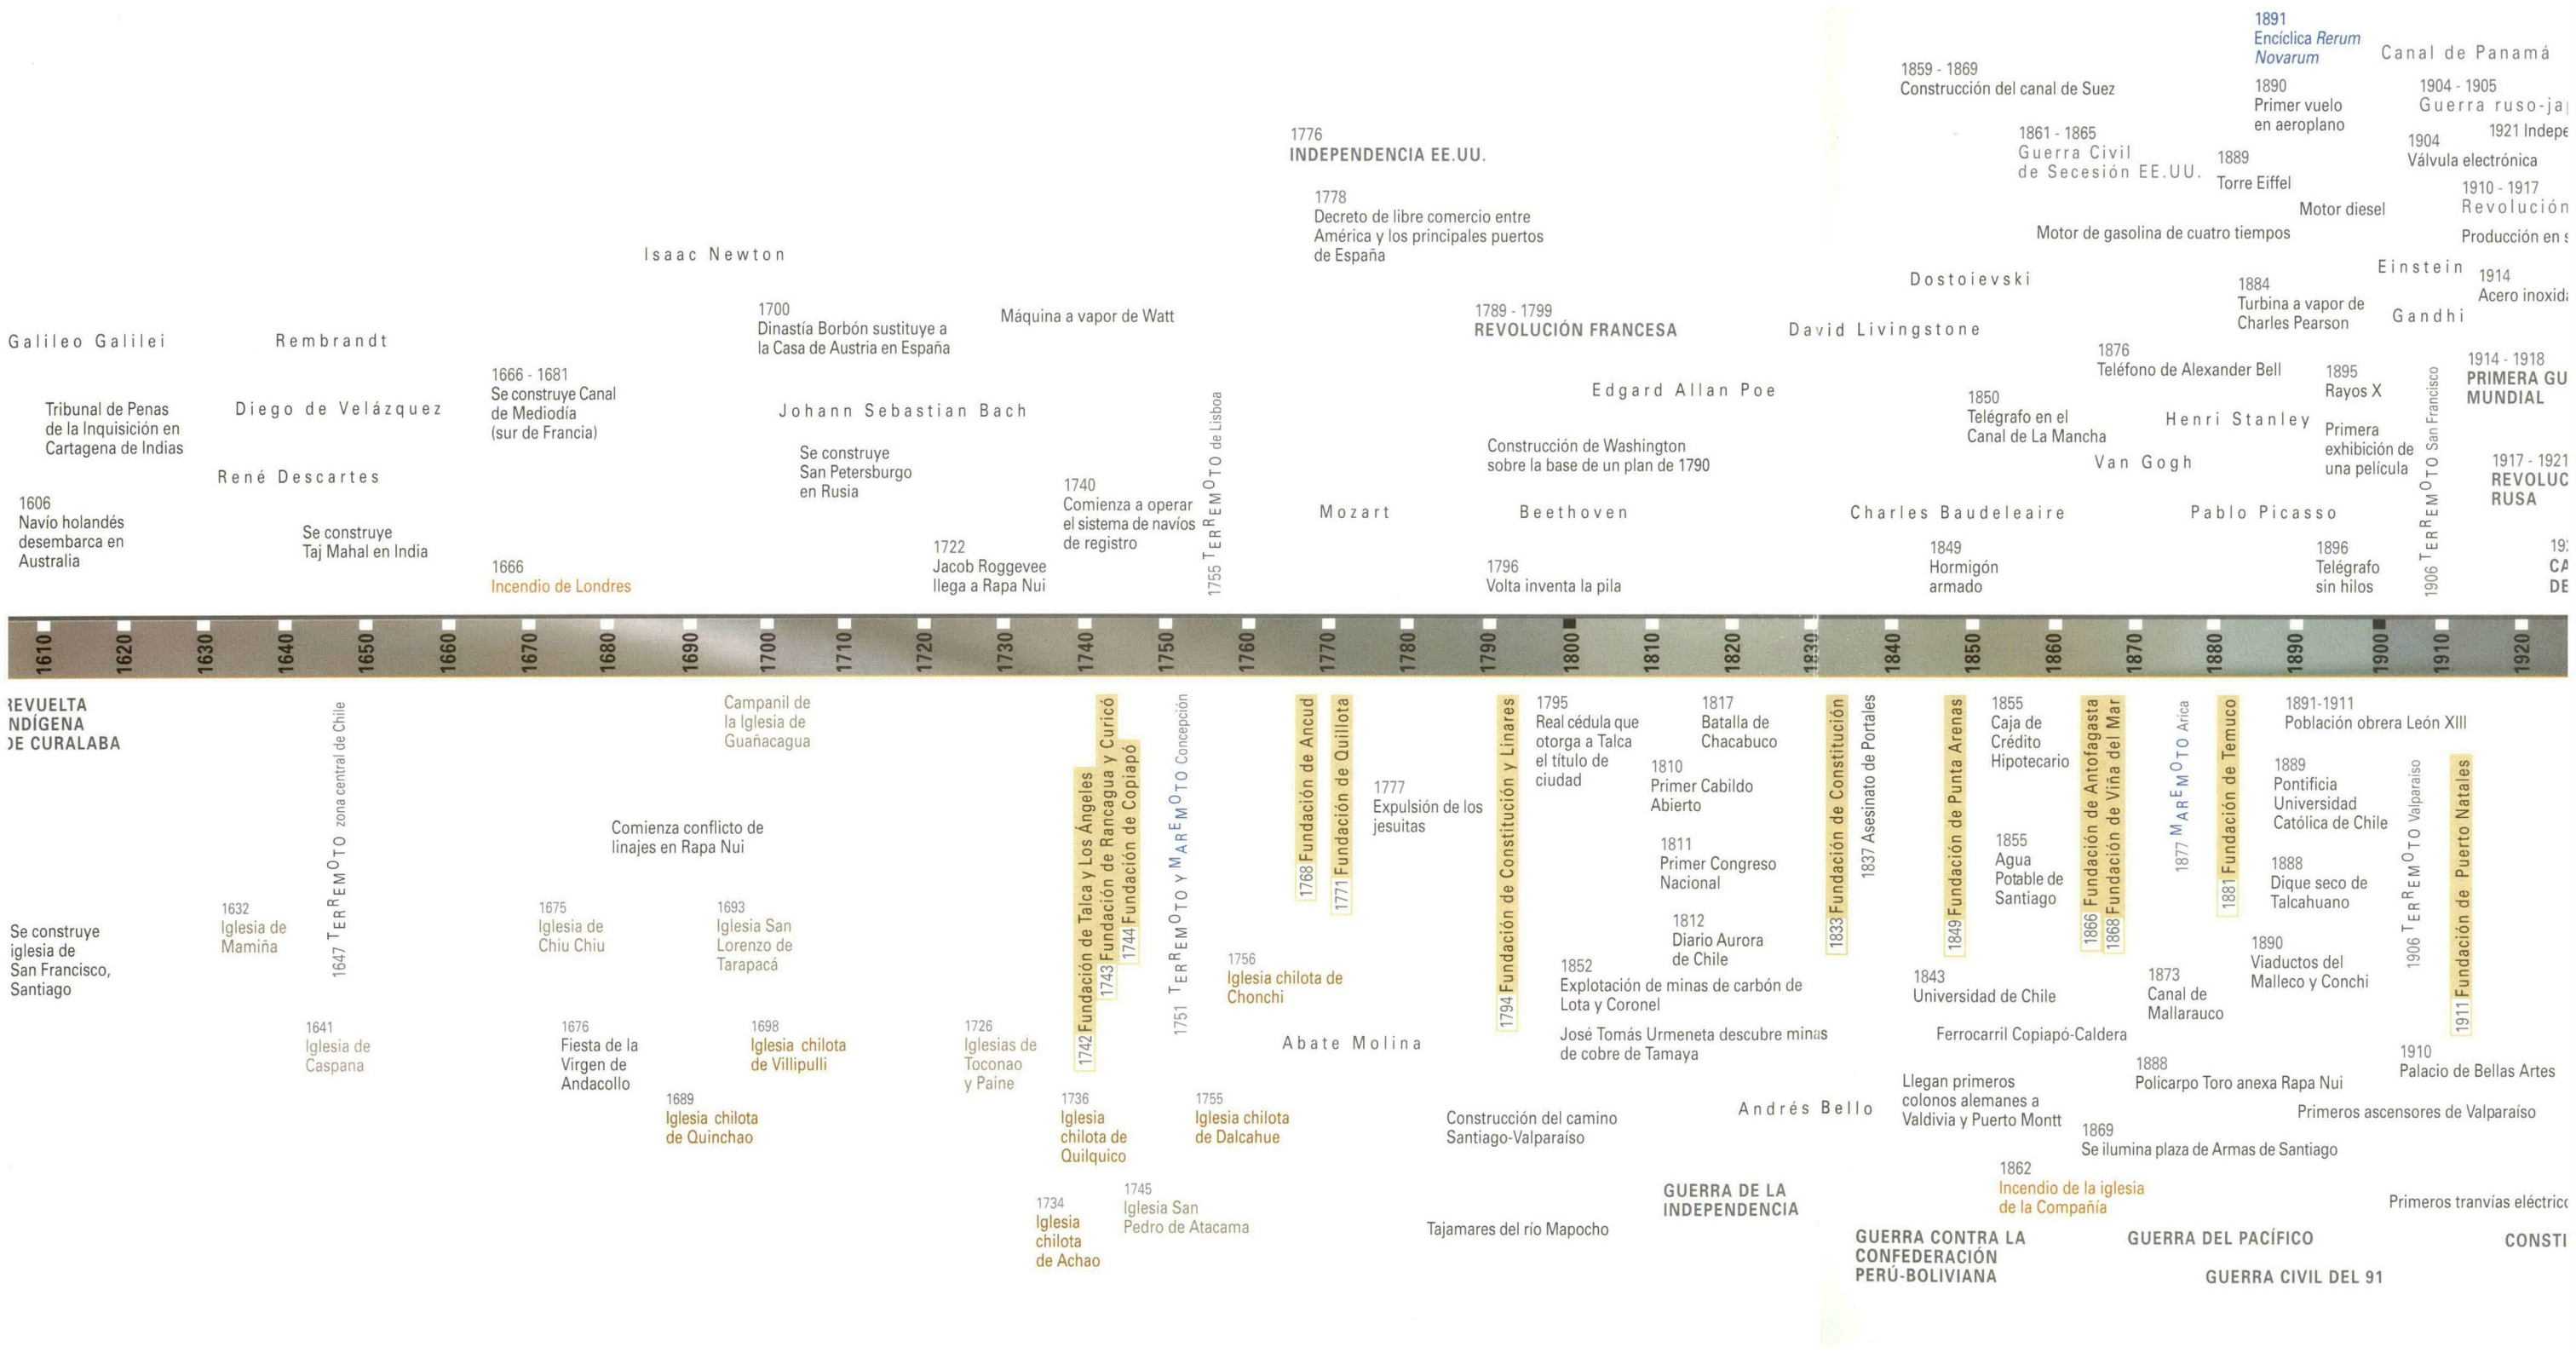 1891
Encíclica Rerum
Novarum
Canal de Panamá
1859 - 1869
Construcción del canal de Suez
1890
Primer vuelo
en aeroplano
1904 - 1905
Guerra ruso-ja
1921 Indepe
1776
INDEPENDENCIA EE.UU.
1861 - 1865
Guerra Civil
de Secesión EE.UU.
1904
Válvula electrónica
1889
Torre Eiffel
1910 - 1917
Revolución
1778
Decreto de libre comercio entre
América y los principales puertos
de España
Motor diesel
Motor de gasolina de cuatro tiempos
Producción en s
Isaac Newton
Einstein
1914
Acero inoxida
Dostoievski
1884
Turbina a vapor de
Charles Pearson
Gandhi
1700
Dinastía Borbón sustituye a
la Casa de Austria en España
Máquina a vapor de Watt
1789 - 1799
REVOLUCIÓN FRANCESA
David Livingstone
Galileo Galilei
Rembrandt
1876
Teléfono de Alexander Bell
1914 - 1918
PRIMERA GU
MUNDIAL
1666 - 1681
Se construye Canal
de Mediodía
(sur de Francia)
1895
Rayos X
Edgard Allan Poe
1850
Telégrafo en el
Canal de La Mancha
Tribunal de Penas
de la Inquisición en
Cartagena de Indias
Diego de Velázquez
Johann Sebastian Bach
Henri Stanley
Primera
exhibición de
una película
1755 TERREMOTO de Lisboa
1906 TERREMOTO San Francisco
Construcción de Washington
sobre la base de un plan de 1790
Se construye
San Petersburgo
en Rusia
Van Gogh
1917 - 1921
REVOLUC
RUSA
René Descartes
1740
Comienza a operar
el sistema de navíos
de registro
1606
Navío holandés
desembarca en
Australia
Mozart
Beethoven
Charles Baudeleaire
Pablo Picasso
Se construye
Taj Mahal en India
1722
Jacob Roggevee
llega a Rapa Nui
1849
Hormigón
armado
1896
Telégrafo
sin hilos
19
CA
DE
1666
Incendio de Londres
1796
Volta inventa la pila
1610
1620
1630
1640
1650
1660
1670
1680
1690
1700
1710
1720
1730
1740
1750
1760
1770
1780
1790
1800
1810
1820
1830
1840
1850
1860
1870
1880
1890
1900
1910
1920
REVUELTA
NDÍGENA
DE CURALABA
1647 TERREMOTO zona central de Chile
Campanil de
la Iglesia de
Guañacagua
1742 Fundación de Talca y Los Ángeles
1743 Fundación de Rancagua y Curicó
1744 Fundación de Copiapó
1751 TERREMOTO Y MAREMOTO Concepción
1768 Fundación de Ancud
1771 Fundación de Quillota
1794 Fundación de Constitución y Linares
1795
Real cédula que
otorga a Talca
el título de
ciudad
1817
Batalla de
Chacabuco
1833 Fundación de Constitución
1837 Asesinato de Portales
1849 Fundación de Punta Arenas
1855
Caja de
Crédito
Hipotecario
1866 Fundación de Antofagasta
1868 Fundación de Viña del Mar
1877 MAREMOTO Arica
1881 Fundación de Temuco
1891-1911
Población obrera León XIII
1906 TERREMOTO Valparaíso
1911 Fundación de Puerto Natales
1810
Primer Cabildo
Abierto
1889
Pontificia
Universidad
Católica de Chile
1777
Expulsión de los
jesuitas
Comienza conflicto de
linajes en Rapa Nui
1811
Primer Congreso
Nacional
1855
Agua
Potable de
Santiago
1888
Dique seco de
Talcahuano
Se construye
iglesia de
San Francisco,
Santiago
1632
Iglesia de
Mamiña
1675
Iglesia de
Chiu Chiu
1693
Iglesia San
Lorenzo de
Tarapacá
1812
Diario Aurora
de Chile
1890
Viaductos del
Malleco y Conchi
1756
Iglesia chilota de
Chonchi
1852
Explotación de minas de carbón de
Lota y Coronel
1843
Universidad de Chile
1873
Canal de
Mallarauco
1641
Iglesia de
Caspana
1676
Fiesta de la
Virgen de
Andacollo
1698
Iglesia chilota
de Villipulli
1726
Iglesias de
Toconao
y Paine
Abate Molina
José Tomás Urmeneta descubre minas
de cobre de Tamaya
Ferrocarril Copiapó-Caldera
1910
Palacio de Bellas Artes
1888
Policarpo Toro anexa Rapa Nui
Llegan primeros
colonos alemanes a
Valdivia y Puerto Montt
1689
Iglesia chilota
de Quinchao
1736
Iglesia
chilota de
Quilquico
1755
Iglesia chilota
de Dalcahue
Construcción del camino
Santiago-Valparaíso
Andrés Bello
Primeros ascensores de Valparaíso
1869
Se ilumina plaza de Armas de Santiago
1862
Incendio de la iglesia
de la Compañía
1734
Iglesia
chilota
de Achao
1745
Iglesia San
Pedro de Atacama
GUERRA DE LA
INDEPENDENCIA
Primeros tranvías eléctrico
Tajamares del río Mapocho
GUERRA CONTRA LA
CONFEDERACIÓN
PERÚ-BOLIVIANA
GUERRA DEL PACÍFICO
CONSTI
GUERRA CIVIL DEL 91